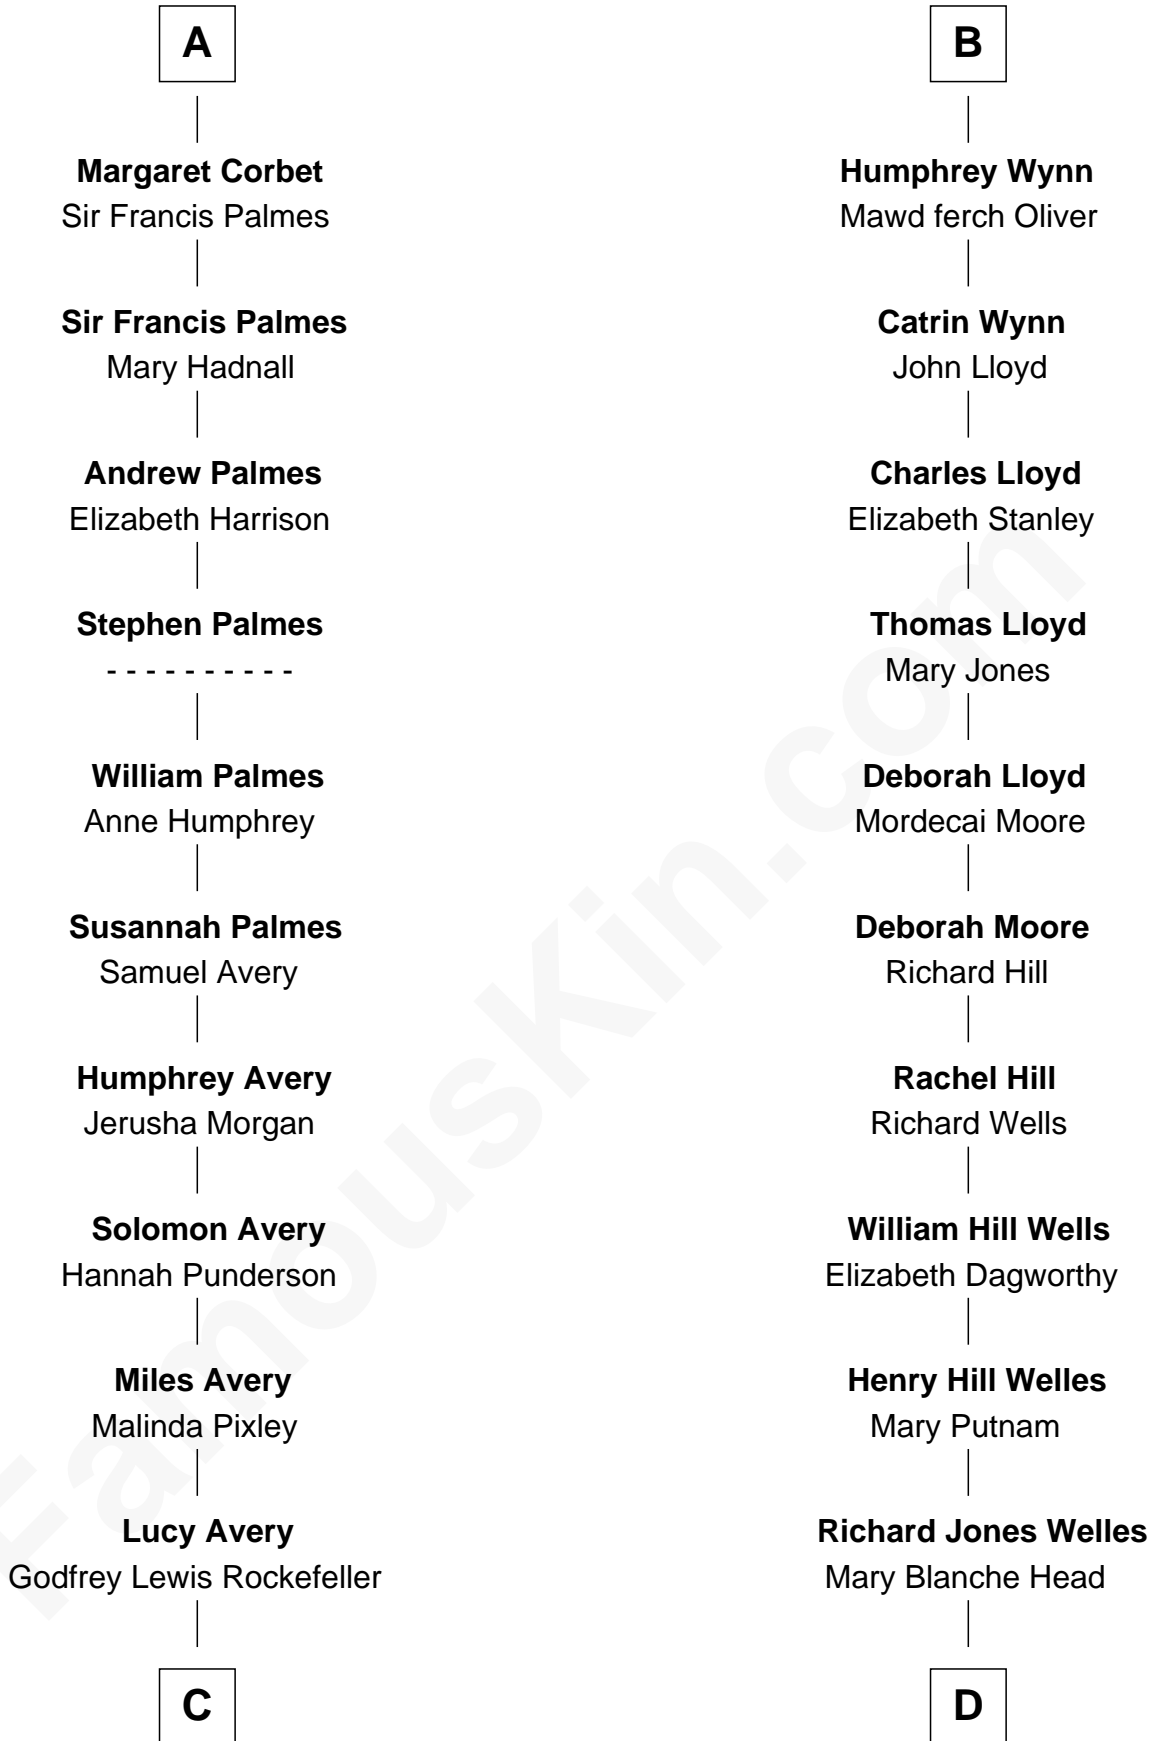 A
Margaret Corbet
Sir Francis Palmes
Sir Francis Palmes
Mary Hadnall
Andrew Palmes
Elizabeth Harrison
Stephen Palmes
- - - - - - - - - -
William Palmes
Anne Humphrey
Susannah Palmes
Samuel Avery
Humphrey Avery
Jerusha Morgan
Solomon Avery
Hannah Punderson
Miles Avery
Malinda Pixley
Lucy Avery
Godfrey Lewis Rockefeller
C
B
Humphrey Wynn
Mawd ferch Oliver
Catrin Wynn
John Lloyd
Charles Lloyd
Elizabeth Stanley
Thomas Lloyd
Mary Jones
Deborah Lloyd
Mordecai Moore
Deborah Moore
Richard Hill
Rachel Hill
Richard Wells
William Hill Wells
Elizabeth Dagworthy
Henry Hill Welles
Mary Putnam
Richard Jones Welles
Mary Blanche Head
D
FamousKin.com